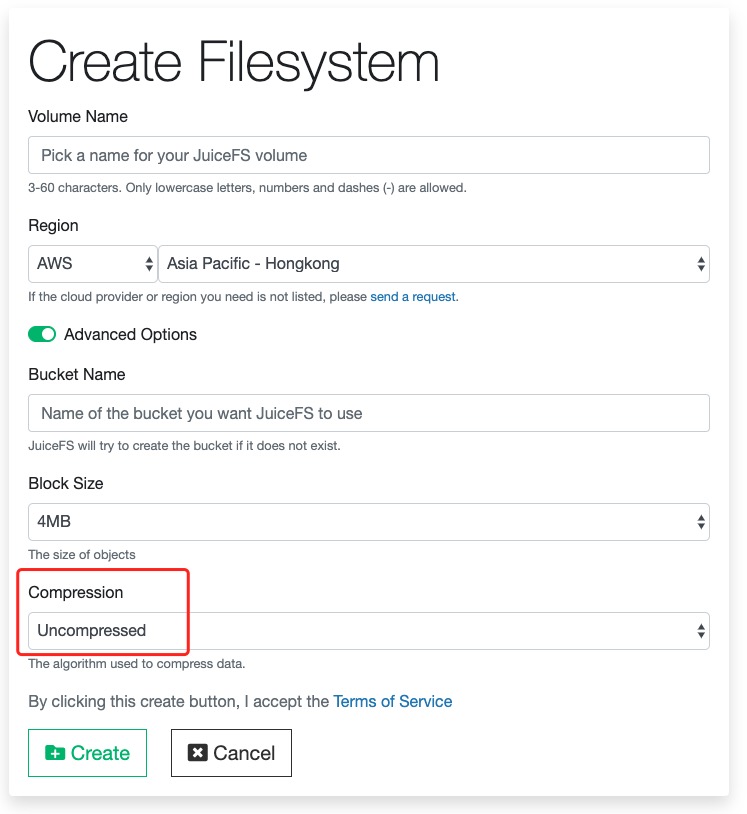 Create Filesystem
Volume Name
Pick a name for your JuiceFS volume
3-60 characters. Only lowercase letters, numbers and dashes (-) are allowed.
Region
AWS Asia Pacific - Hongkong
If the cloud provider or region you need is not listed, please send a request.
Advanced Options
Bucket Name
Name of the bucket you want JuiceFS to use
JuiceFS will try to create the bucket if it does not exist.
Block Size
4MB
The size of objects
Compression
Uncompressed
The algorithm used to compress data.
By clicking this create button, I accept the Terms of Service
Create Cancel